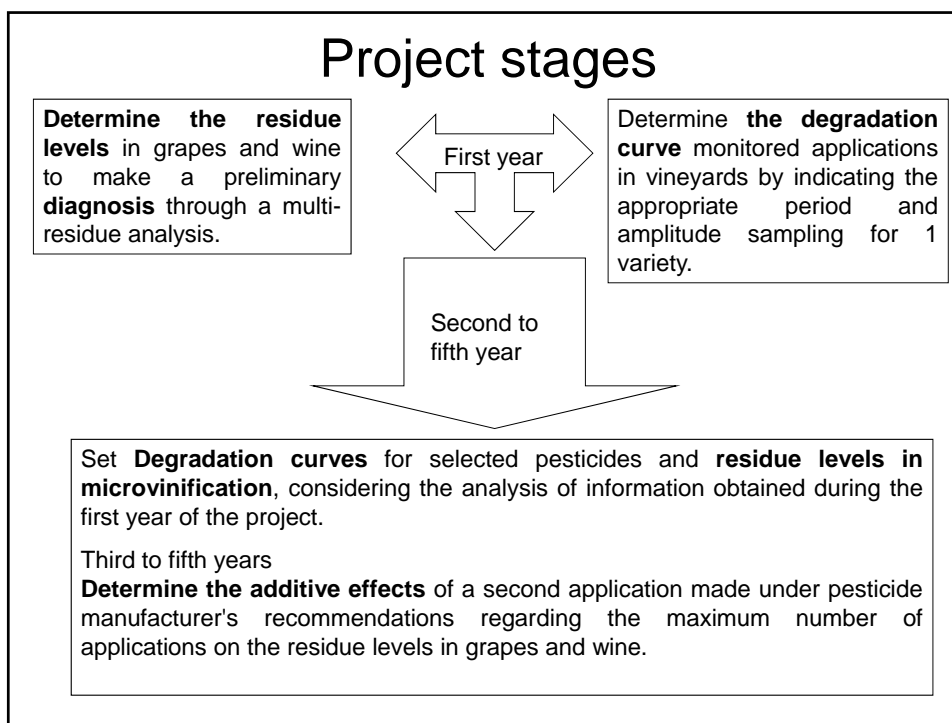 Project stages
Determine the residue
levels in grapes and wine
to make a preliminary
diagnosis through a multi-
residue analysis.
First year
Determine the degradation
curve monitored applications
in vineyards by indicating the
appropriate period and
amplitude sampling for 1
variety.
Second to
fifth year
Set Degradation curves for selected pesticides and residue levels in
microvinification, considering the analysis of information obtained during the
first year of the project.
Third to fifth years
Determine the additive effects of a second application made under pesticide
manufacturer's recommendations regarding the maximum number of
applications on the residue levels in grapes and wine.